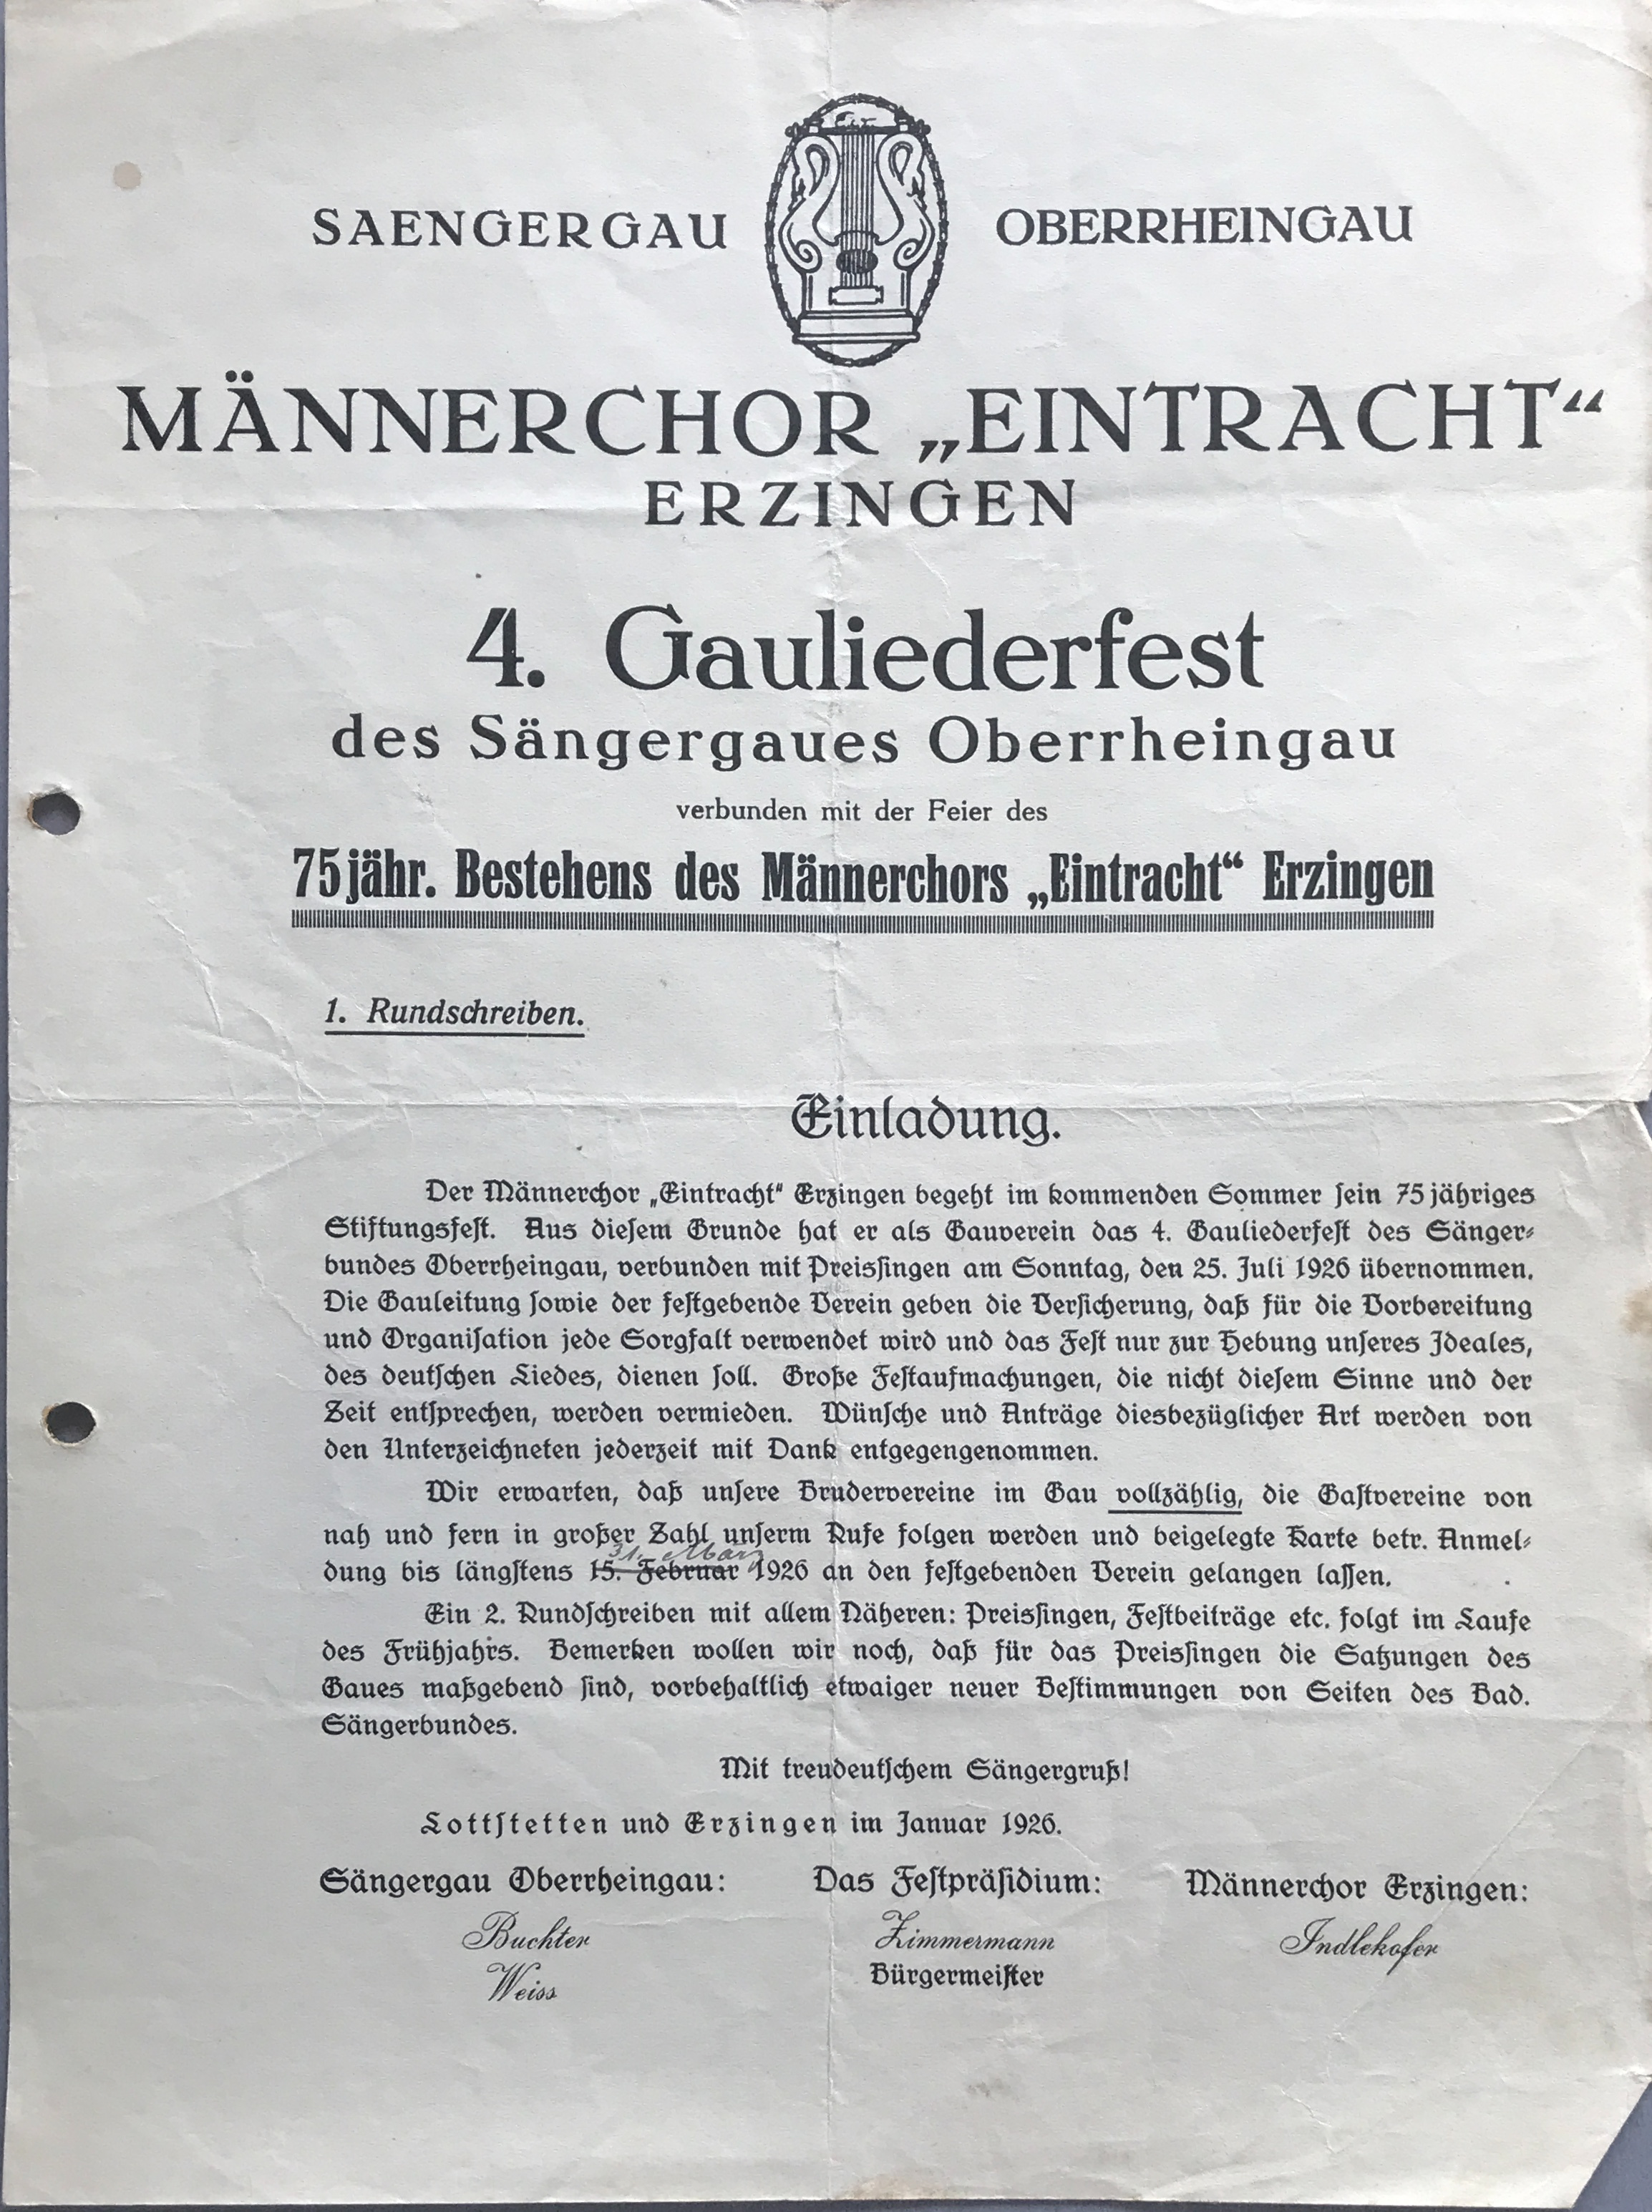 SAENGERGAU OBERRHEINGAU
MÄNNERCHOR „EINTRACHT“
ERZINGEN
4. Gauliederfest
des Sängergaues Oberrheingau
verbunden mit der Feier des
75jähr. Bestehens des Männerchors „Eintracht“ Erzingen
1. Rundschreiben.
Einladung.
Der Männerchor „Eintracht“ Erzingen begeht im kommenden Sommer sein 75jähriges
Stiftungsfest. Aus diesem Grunde hat er als Gauverein das 4. Gauliederfest des Sänger-
bundes Oberrheingau, verbunden mit Preissingen am Sonntag, den 25. Juli 1926 übernommen.
Die Gauleitung sowie der festgebende Verein geben die Versicherung, daß für die Vorbereitung
und Organisation jede Sorgfalt verwendet wird und das Fest nur zur Hebung unseres Ideales,
des deutschen Liedes, dienen soll. Große Festaufmachungen, die nicht diesem Sinne und der
Zeit entsprechen, werden vermieden. Wünsche und Anträge diesbezüglicher Art werden von
den Unterzeichneten jederzeit mit Dank entgegengenommen.
Wir erwarten, daß unsere Brudervereine im Gau vollzählig, die Gastvereine von
nah und fern in großer Zahl unserm Rufe folgen werden und beigelegte Karte betr. Anmel-
31. März
dung bis längstens 15. Februar 1926 an den festgebenden Verein gelangen lassen.
Ein 2. Rundschreiben mit allem Näheren: Preissingen, Festbeiträge etc. folgt im Laufe
des Frühjahrs. Bemerken wollen wir noch, daß für das Preissingen die Satzungen des
Gaues maßgebend sind, vorbehaltlich etwaiger neuer Bestimmungen von Seiten des Bad.
Sängerbundes.
Mit treudeutschem Sängergruß!
Lottstetten und Erzingen im Januar 1926.
Sängergau Oberrheingau: Das Festpräsidium: Männerchor Erzingen:
Buchter Zimmermann Indlekofer
Weiss Bürgermeister